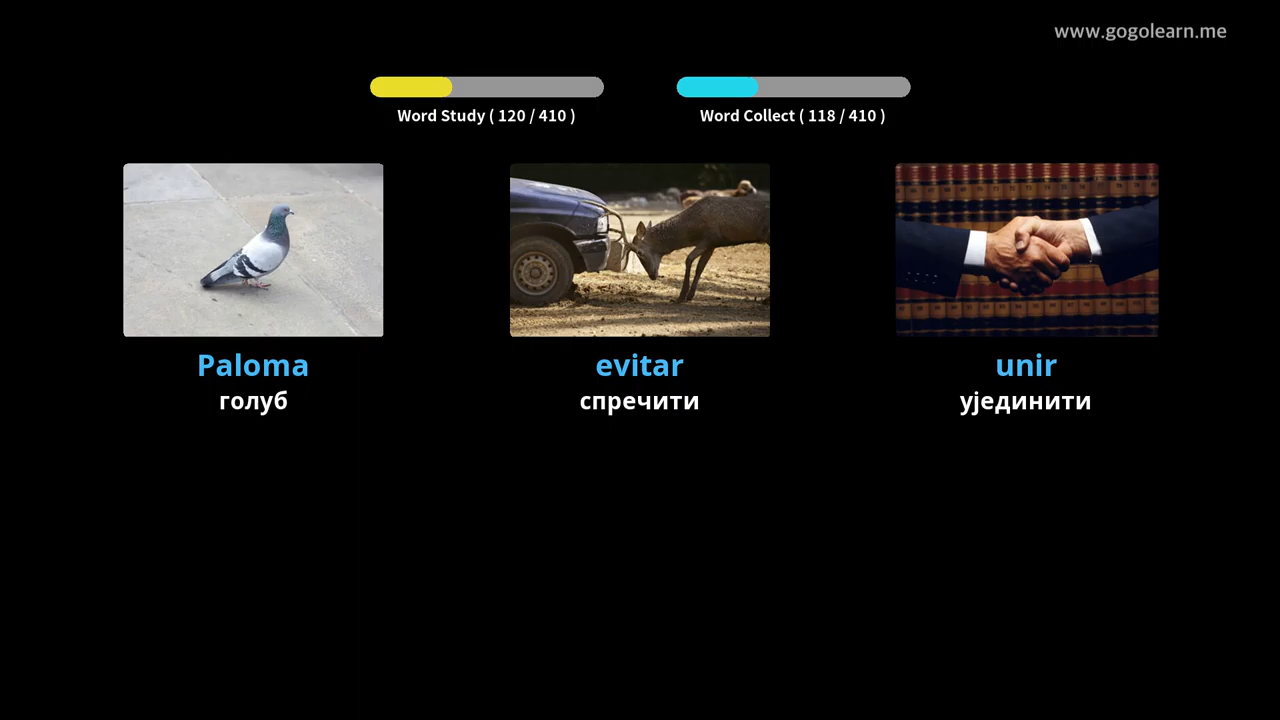 www.gogolearn.me
Word Study ( 120 / 410 )
Word Collect ( 118 / 410 )
Paloma
голуб
evitar
спречити
unir
ујединити